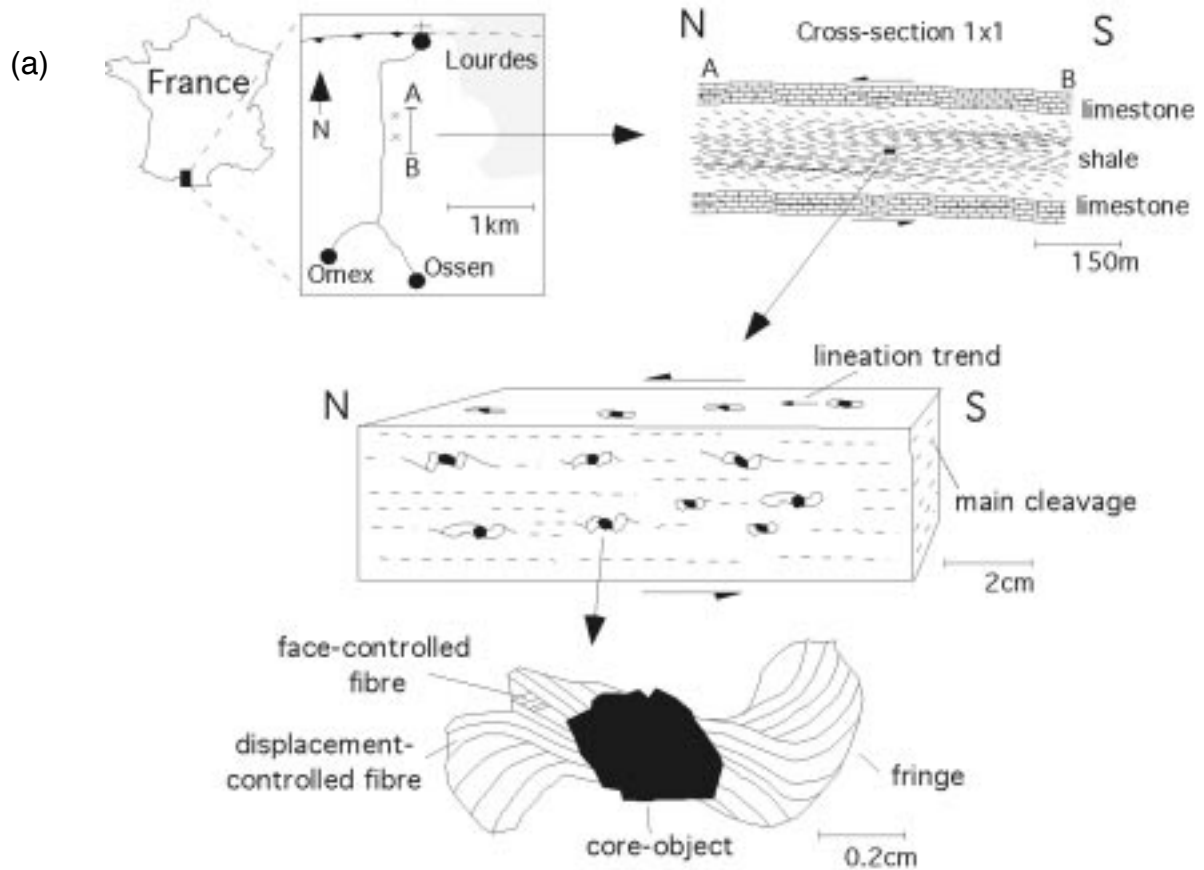 (a)
France
N
Lourdes
A
B
1km
Omex
Ossen
N
S
Cross-section 1x1
A
B
limestone
shale
limestone
150m
lineation trend
N
S
main cleavage
2cm
face-controlled
fibre
displacement-
controlled fibre
fringe
core-object
0.2cm